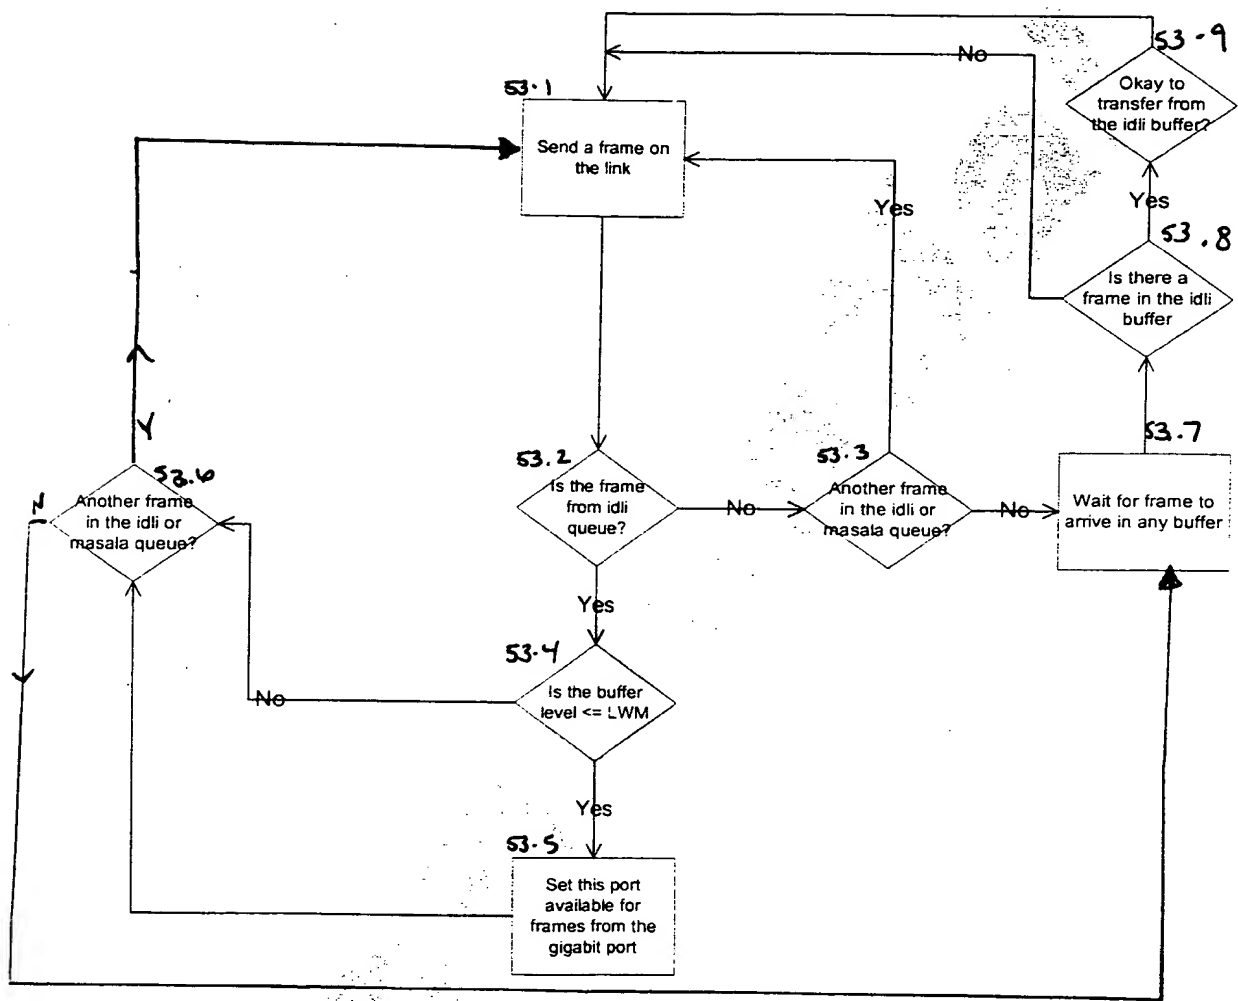 53-9
No
Okay to
transfer from
the idli buffer?
53.1
Send a frame on
the link
Yes
Yes
53.8
Is there a
frame in the idli
buffer
53.7
Wait for frame to
arrive in any buffer
53.2
Is the frame
from idli
queue?
No
53.3
Another frame
in the idli or
masala queue?
No
Y
53.6
Another frame
in the idli or
masala queue?
N
Yes
53-4
Is the buffer
level <= LWM
No
Yes
53-5
Set this port
available for
frames from the
gigabit port